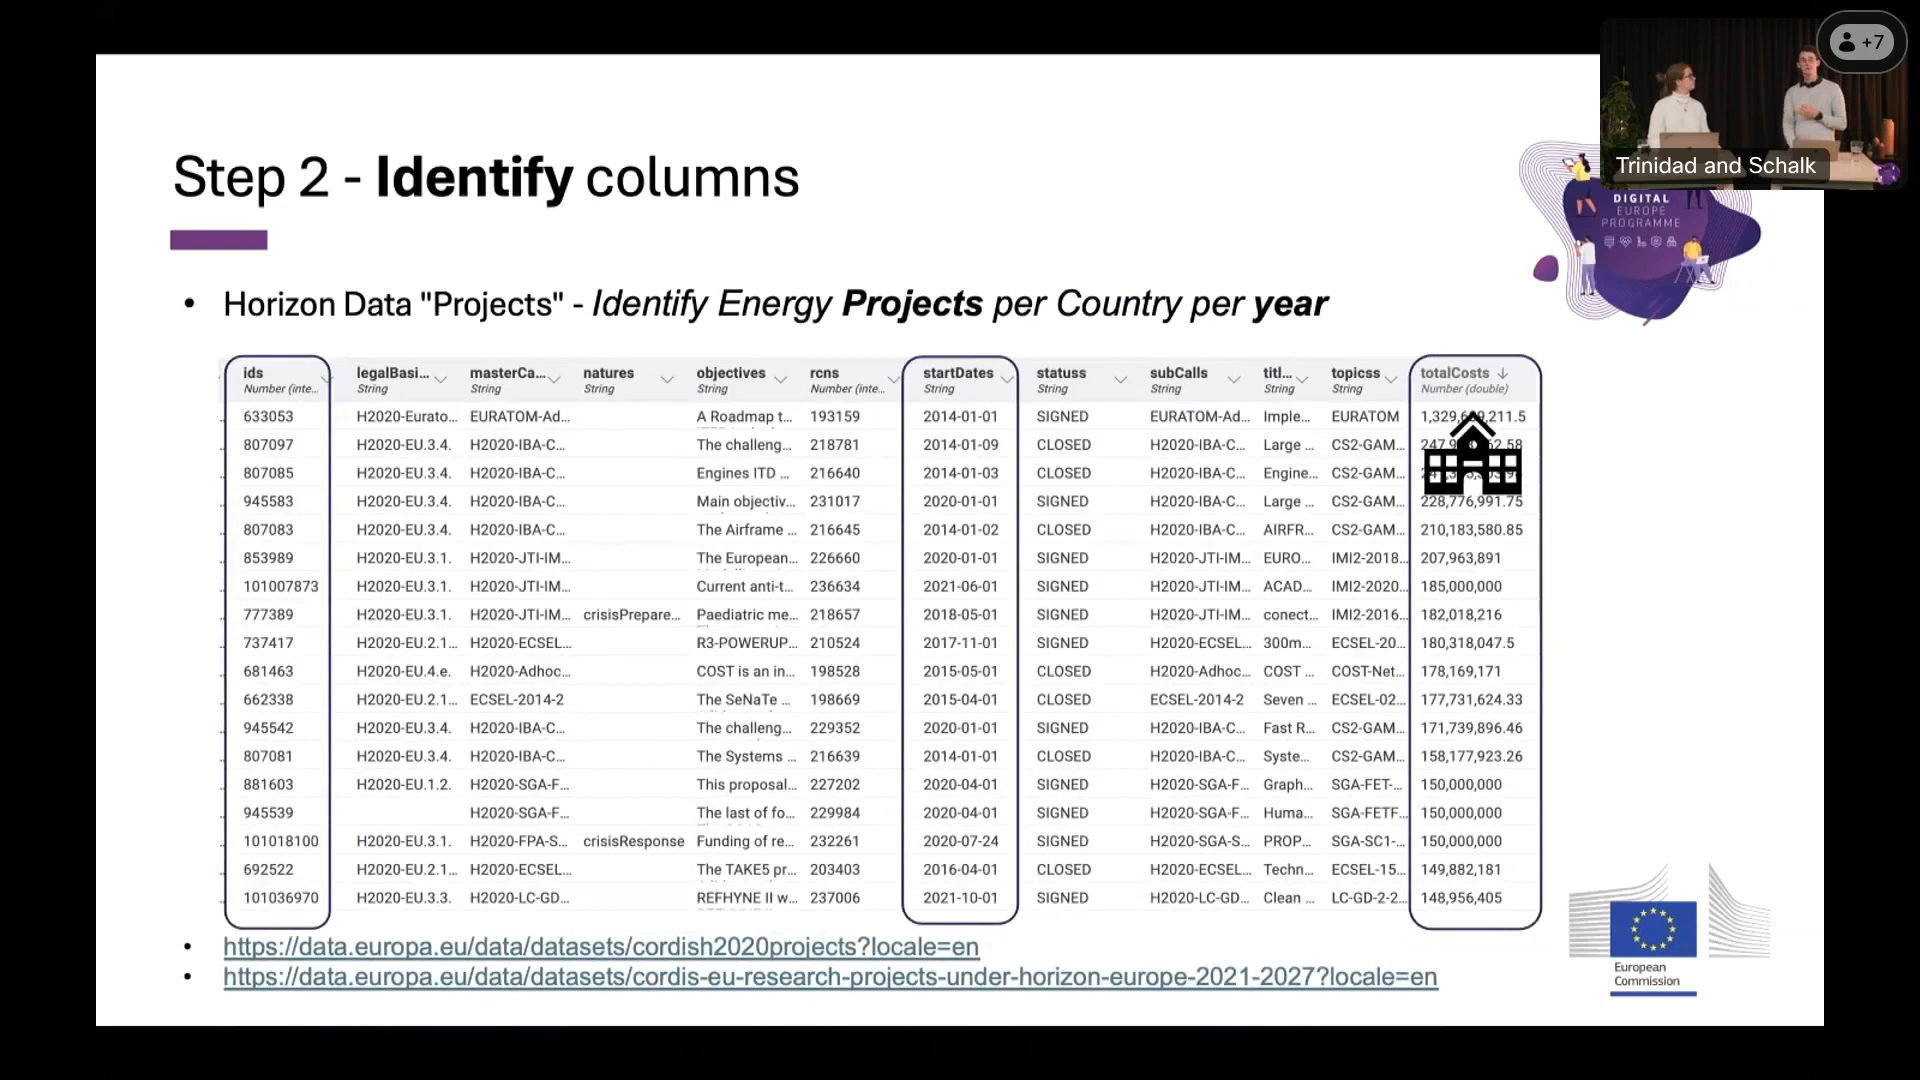 +7
Trinidad and Schalk
DIGITAL
EUROPE
PROGRAMME
Step 2 - Identify columns
• Horizon Data "Projects" - Identify Energy Projects per Country per year
ids legalBasi... masterCa... natures objectives rcns startDates statuss subCalls titl... topicss totalCosts
Number (inte... String String String String Number (inte... String String String String String Number (double)
633053 H2020-Eurato... EURATOM-Ad... A Roadmap t... 193159 2014-01-01 SIGNED EURATOM-Ad... Imple... EURATOM
807097 H2020-EU.3.4. H2020-IBA-C... The challeng... 218781 2014-01-09 CLOSED H2020-IBA-C... Large ... CS2-GAM...
807085 H2020-EU.3.4. H2020-IBA-C... Engines ITD ... 216640 2014-01-03 CLOSED H2020-IBA-C... Engine... CS2-GAM...
945583 H2020-EU.3.4. H2020-IBA-C... Main objectiv... 231017 2020-01-01 SIGNED H2020-IBA-C... Large ... CS2-GAM... 228,776,991.75
807083 H2020-EU.3.4. H2020-IBA-C... The Airframe ... 216645 2014-01-02 CLOSED H2020-IBA-C... AIRFR... CS2-GAM... 210,183,580.85
853989 H2020-EU.3.1. H2020-JTI-IM... The European... 226660 2020-01-01 SIGNED H2020-JTI-IM... EURO... IMI2-2018... 207,963,891
101007873 H2020-EU.3.1. H2020-JTI-IM... Current anti-t... 236634 2021-06-01 SIGNED H2020-JTI-IM... ACAD... IMI2-2020... 185,000,000
777389 H2020-EU.3.1. H2020-JTI-IM... crisisPrepare... Paediatric me... 218657 2018-05-01 SIGNED H2020-JTI-IM... conect... IMI2-2016... 182,018,216
737417 H2020-EU.2.1... H2020-ECSEL... R3-POWERUP... 210524 2017-11-01 SIGNED H2020-ECSEL... 300m... ECSEL-20... 180,318,047.5
681463 H2020-EU.4.e. H2020-Adhoc... COST is an in... 198528 2015-05-01 CLOSED H2020-Adhoc... COST ... COST-Net... 178,169,171
662338 H2020-EU.2.1... ECSEL-2014-2 The SeNaTe ... 198669 2015-04-01 CLOSED ECSEL-2014-2 Seven ... ECSEL-02... 177,731,624.33
945542 H2020-EU.3.4. H2020-IBA-C... The challeng... 229352 2020-01-01 SIGNED H2020-IBA-C... Fast R... CS2-GAM... 171,739,896.46
807081 H2020-EU.3.4. H2020-IBA-C... The Systems ... 216639 2014-01-01 CLOSED H2020-IBA-C... Syste... CS2-GAM... 158,177,923.26
881603 H2020-EU.1.2. H2020-SGA-F... This proposal... 227202 2020-04-01 SIGNED H2020-SGA-F... Graph... SGA-FET-... 150,000,000
945539 H2020-SGA-F... The last of fo... 229984 2020-04-01 SIGNED H2020-SGA-F... Huma... SGA-FETF... 150,000,000
101018100 H2020-EU.3.1. H2020-FPA-S... crisisResponse Funding of re... 232261 2020-07-24 SIGNED H2020-SGA-S... PROP... SGA-SC1-... 150,000,000
692522 H2020-EU.2.1... H2020-ECSEL... The TAKE5 pr... 203403 2016-04-01 CLOSED H2020-ECSEL... Techn... ECSEL-15... 149,882,181
101036970 H2020-EU.3.3. H2020-LC-GD... REFHYNE II w... 237006 2021-10-01 SIGNED H2020-LC-GD... Clean ... LC-GD-2-2... 148,956,405
• https://data.europa.eu/data/datasets/cordish2020projects?locale=en
• https://data.europa.eu/data/datasets/cordis-eu-research-projects-under-horizon-europe-2021-2027?locale=en
European
Commission